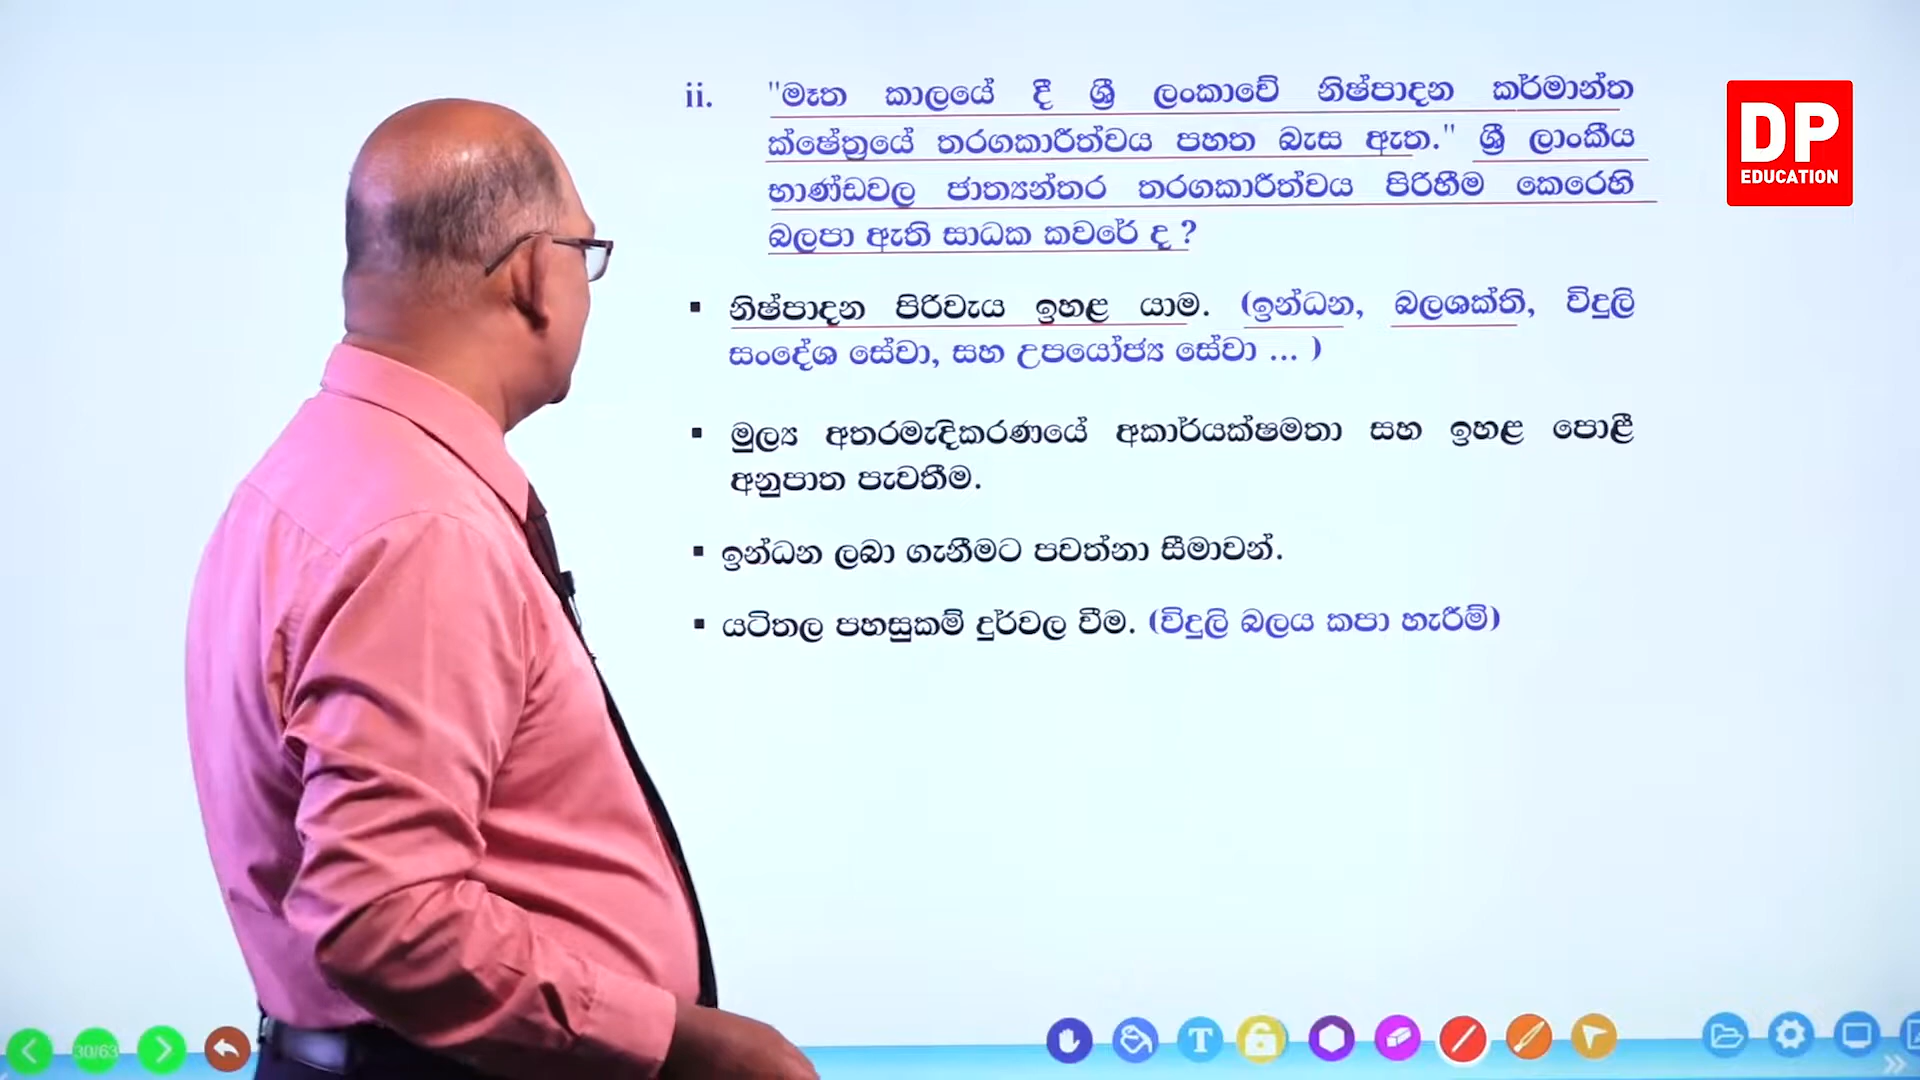 ii. "මෑත කාලයේ දී ශ්‍රී ලංකාවේ නිෂ්පාදන කර්මාන්ත
ක්ෂේත්‍රයේ තරගකාරීත්වය පහත බැස ඇත." ශ්‍රී ලාංකීය
භාණ්ඩවල ජාත්‍යන්තර තරගකාරීත්වය පිරිහීම කෙරෙහි
බලපා ඇති සාධක කවරේ ද ?
▪ නිෂ්පාදන පිරිවැය ඉහළ යාම. (ඉන්ධන, බලශක්ති, විදුලි
සංදේශ සේවා, සහ උපයෝජ්‍ය සේවා ... )
▪ මුල්‍ය අතරමැදිකරණයේ අකාර්යක්ෂමතා සහ ඉහළ පොළී
අනුපාත පැවතීම.
▪ ඉන්ධන ලබා ගැනීමට පවත්නා සීමාවන්.
▪ යටිතල පහසුකම් දුර්වල වීම. (විදුලි බලය කපා හැරීම්)
DP
EDUCATION
30/63